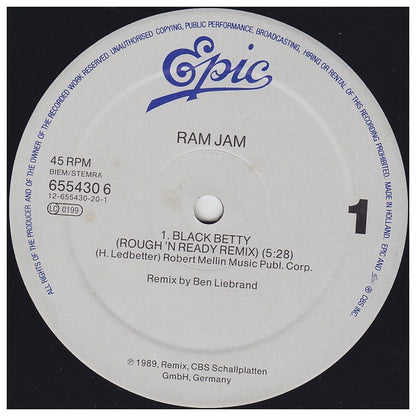 ALL RIGHTS OF THE PRODUCER AND OF THE OWNER OF THE RECORDED WORK RESERVED. UNAUTHORISED COPYING, PUBLIC PERFORMANCE, BROADCASTING, HIRING OR RENTAL OF THIS RECORDING PROHIBITED. MADE IN HOLLAND. EPIC AND
℗ CBS INC.
Epic
RAM JAM
45 RPM
BIEM/STEMRA
655430 6
12-655430-20-1
LC 0199
1
1. BLACK BETTY
(ROUGH 'N READY REMIX) (5:28)
(H. Ledbetter) Robert Mellin Music Publ. Corp.
Remix by Ben Liebrand
℗ 1989, Remix, CBS Schallplatten
GmbH, Germany